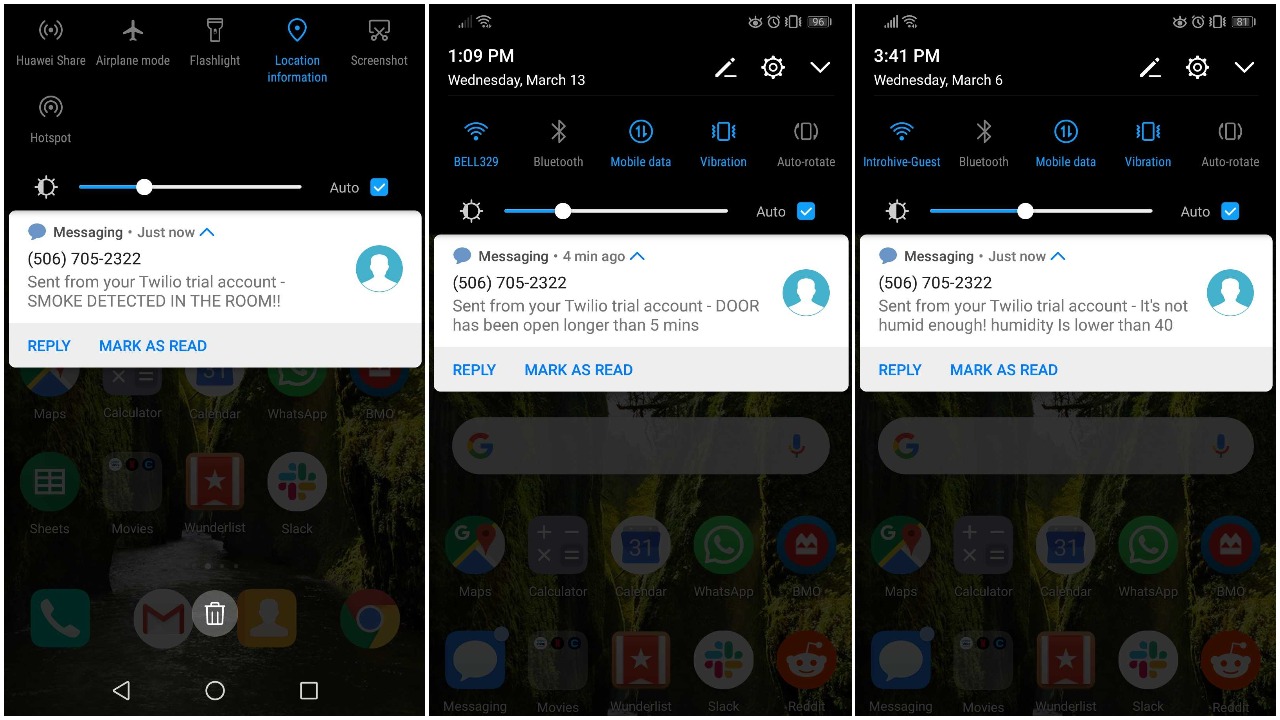 Huawei Share
Airplane mode
Flashlight
Location
information
Screenshot
Hotspot
Auto
Messaging • Just now
(506) 705-2322
Sent from your Twilio trial account -
SMOKE DETECTED IN THE ROOM!!
REPLY MARK AS READ
Maps
Calculator
31
Calendar
WhatsApp
BMO
Sheets
Movies
Wunderlist
Slack
96
1:09 PM
Wednesday, March 13
BELL329
Bluetooth
Mobile data
Vibration
Auto-rotate
Auto
Messaging • 4 min ago
(506) 705-2322
Sent from your Twilio trial account - DOOR
has been open longer than 5 mins
REPLY MARK AS READ
G
31
Maps
Calculator
Calendar
WhatsApp
BMO
Messaging
Movies
Wunderlist
Slack
Reddit
81
3:41 PM
Wednesday, March 6
Introhive-Guest
Bluetooth
Mobile data
Vibration
Auto-rotate
Auto
Messaging • Just now
(506) 705-2322
Sent from your Twilio trial account - It's not
humid enough! humidity Is lower than 40
REPLY MARK AS READ
G
31
Maps
Calculator
Calendar
WhatsApp
BMO
Messaging
Movies
Wunderlist
Slack
Reddit